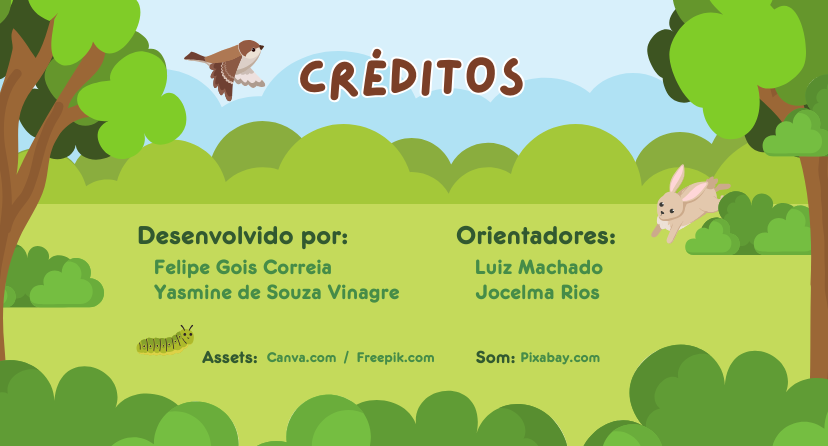 CRÉDITOS
Desenvolvido por:
Felipe Gois Correia
Yasmine de Souza Vinagre
Orientadores:
Luiz Machado
Jocelma Rios
Assets: Canva.com / Freepik.com
Som: Pixabay.com